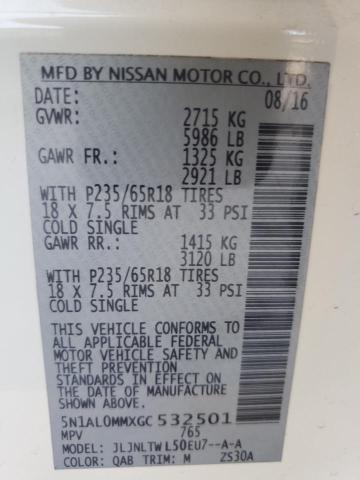 MFD BY NISSAN MOTOR CO., LTD.
DATE: 08/16
GVWR: 2715 KG
5986 LB
GAWR FR.: 1325 KG
2921 LB
WITH P235/65R18 TIRES
18 X 7.5 RIMS AT 33 PSI
COLD SINGLE
GAWR RR.: 1415 KG
3120 LB
WITH P235/65R18 TIRES
18 X 7.5 RIMS AT 33 PSI
COLD SINGLE
THIS VEHICLE CONFORMS TO
ALL APPLICABLE FEDERAL
MOTOR VEHICLE SAFETY AND
THEFT PREVENTION
STANDARDS IN EFFECT ON
THE DATE OF MANUFACTURE
SHOWN ABOVE.
5N1AL0MMXGC532501
MPV 765
MODEL: JLJNLTWL50EU7--A-A
COLOR: QAB TRIM: M ZS30A